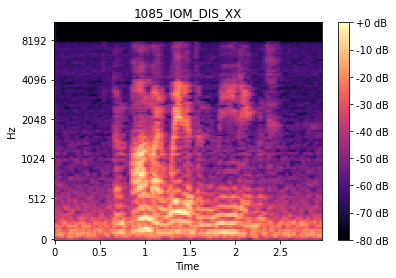 1085_IOM_DIS_XX
+0 dB
8192
-10 dB
4096
-20 dB
-30 dB
2048
Hz
-40 dB
1024
-50 dB
512
-60 dB
-70 dB
0
-80 dB
0 0.5 1 1.5 2 2.5
Time